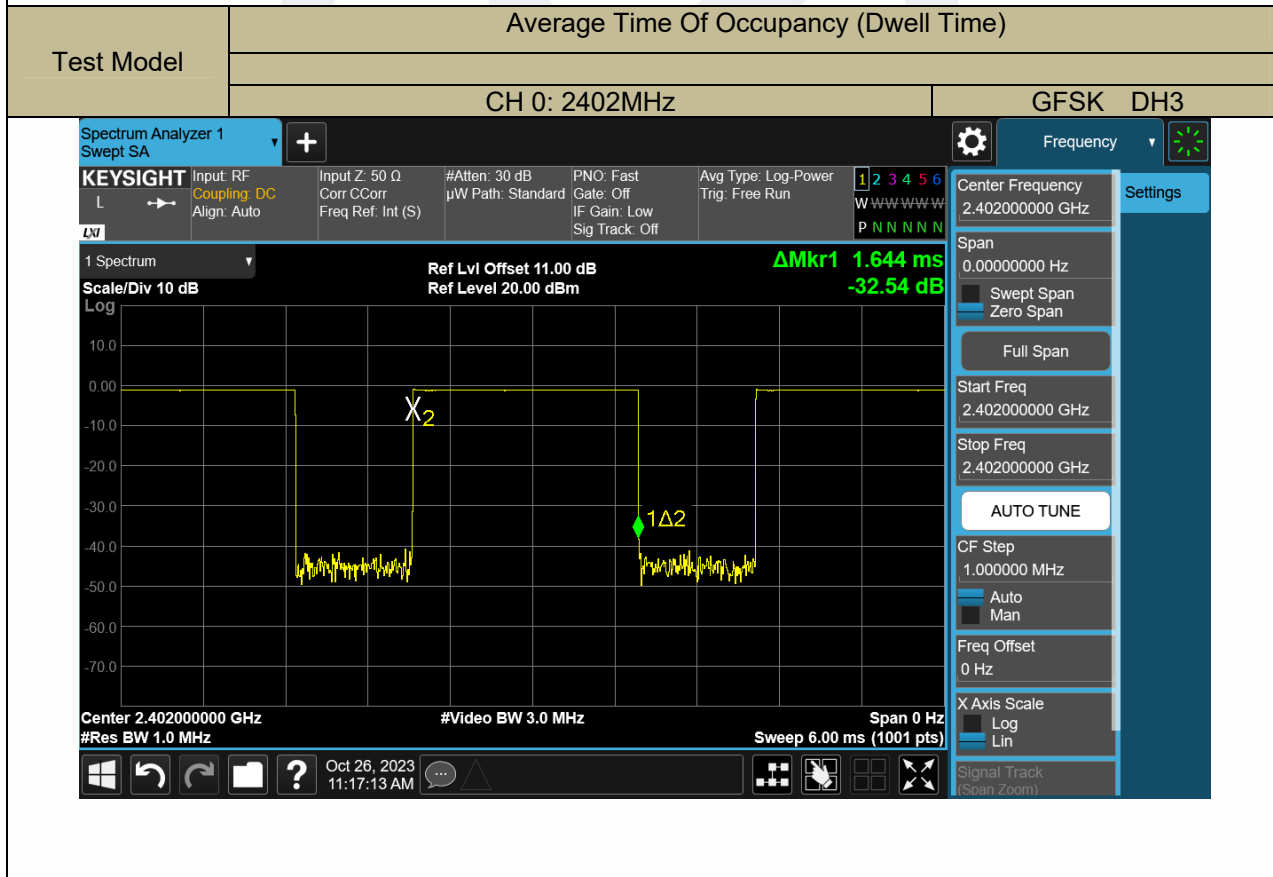 Test Model
Average Time Of Occupancy (Dwell Time)
CH 0: 2402MHz
GFSK DH3
Spectrum Analyzer 1
Swept SA
Frequency
KEYSIGHT
L
LXI
Input: RF
Coupling: DC
Align: Auto
Input Z: 50 Ω
Corr CCorr
Freq Ref: Int (S)
#Atten: 30 dB
µW Path: Standard
PNO: Fast
Gate: Off
IF Gain: Low
Sig Track: Off
Avg Type: Log-Power
Trig: Free Run
1 2 3 4 5 6
W W W W W W
P N N N N N
1 Spectrum
Scale/Div 10 dB
Log
Ref Lvl Offset 11.00 dB
Ref Level 20.00 dBm
ΔMkr1 1.644 ms
-32.54 dB
10.0
0.00
-10.0
-20.0
-30.0
-40.0
-50.0
-60.0
-70.0
X2
1Δ2
Center 2.402000000 GHz
#Res BW 1.0 MHz
#Video BW 3.0 MHz
Span 0 Hz
Sweep 6.00 ms (1001 pts)
?
Oct 26, 2023
11:17:13 AM
Center Frequency
2.402000000 GHz
Settings
Span
0.00000000 Hz
Swept Span
Zero Span
Full Span
Start Freq
2.402000000 GHz
Stop Freq
2.402000000 GHz
AUTO TUNE
CF Step
1.000000 MHz
Auto
Man
Freq Offset
0 Hz
X Axis Scale
Log
Lin
Signal Track
(Span Zoom)